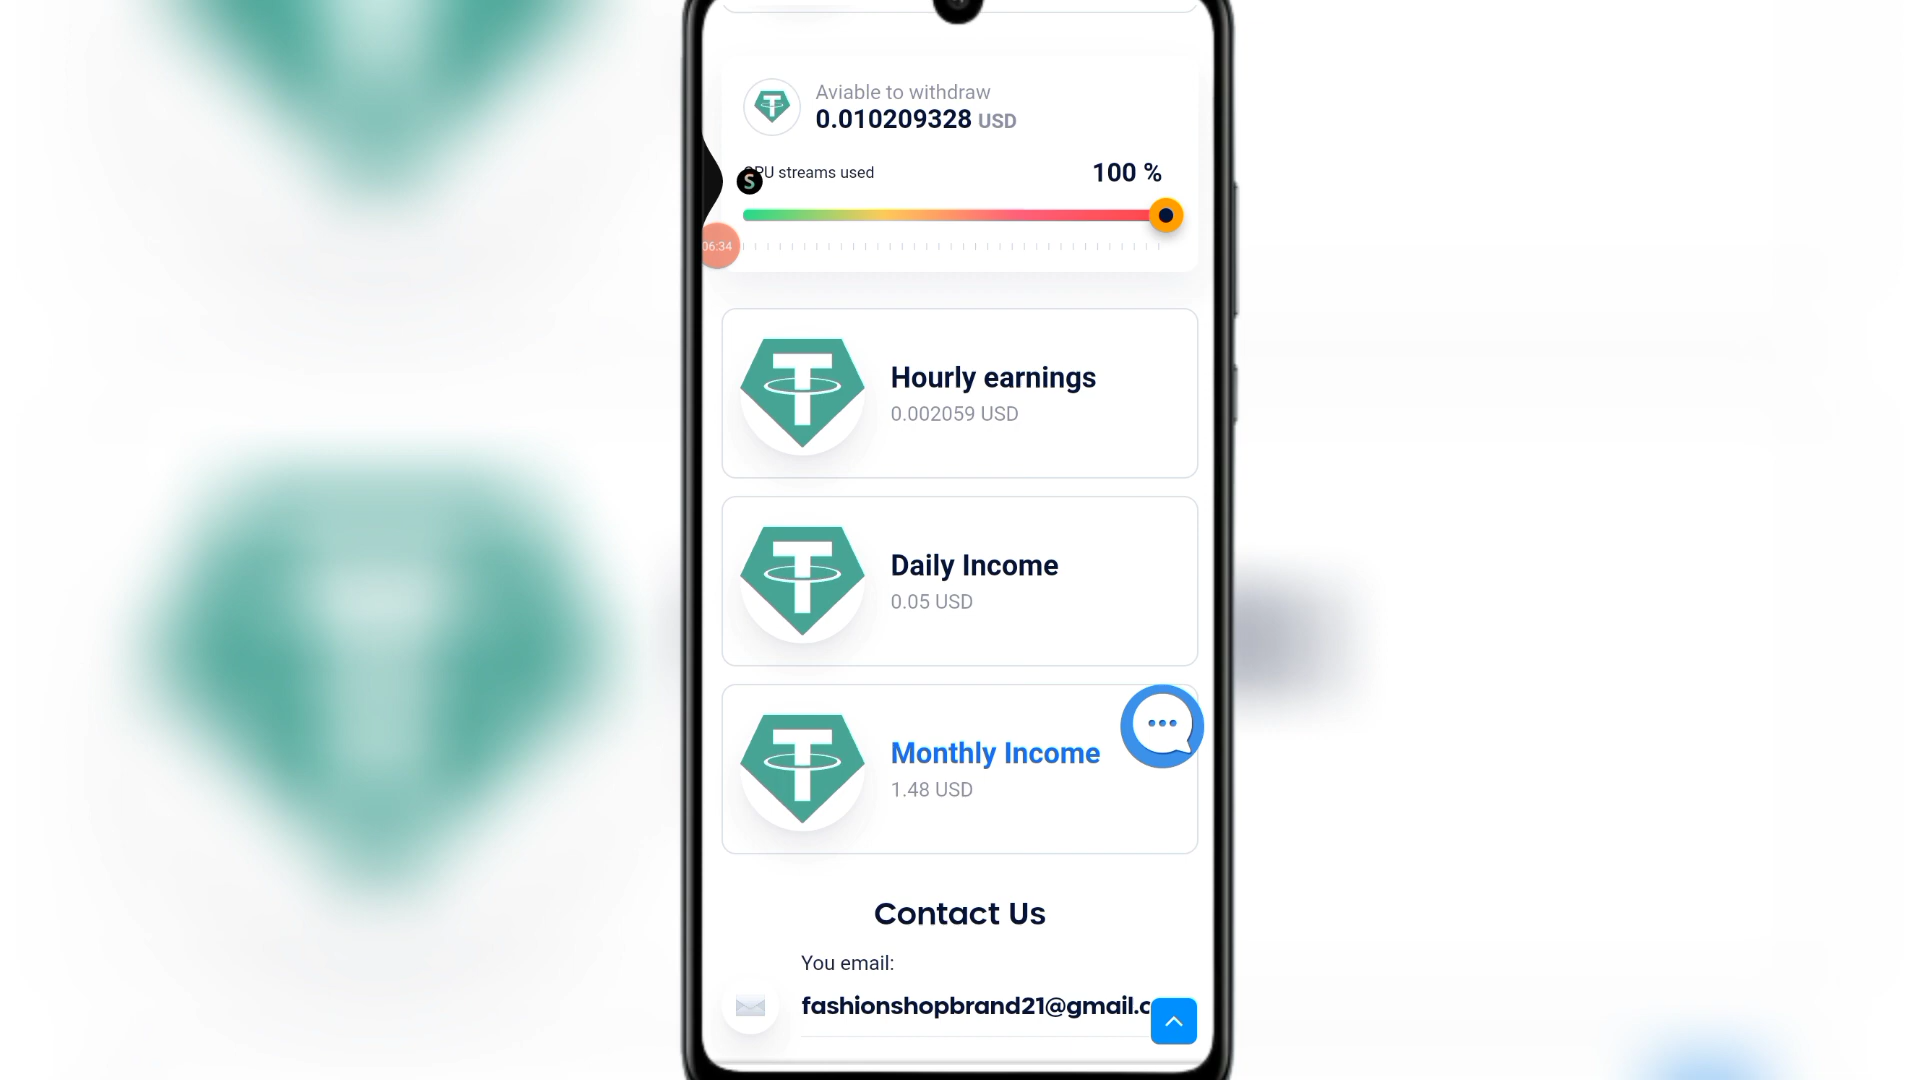 Aviable to withdraw
0.010209328 USD
PU streams used
100 %
S
06:34
Hourly earnings
0.002059 USD
Daily Income
0.05 USD
Monthly Income
1.48 USD
Contact Us
You email:
fashionshopbrand21@gmail.c